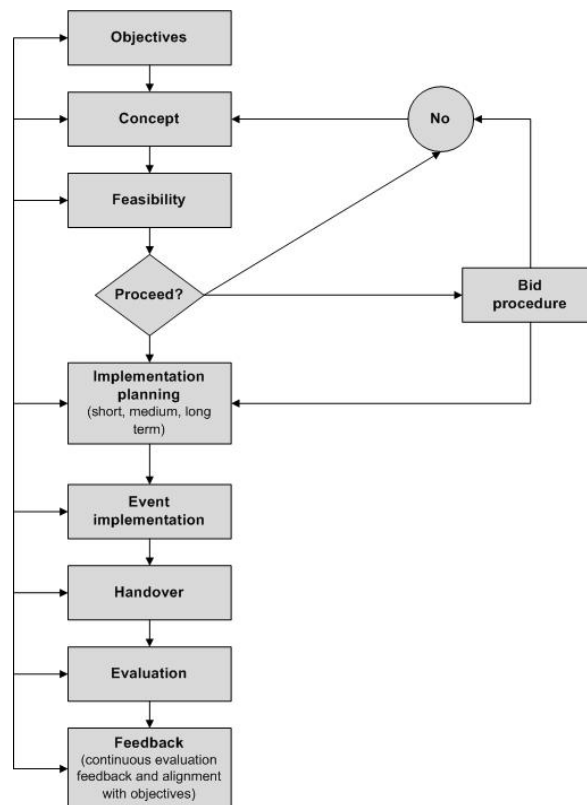 Objectives
Concept
No
Feasibility
Proceed?
Bid
procedure
Implementation
planning
(short, medium, long
term)
Event
implementation
Handover
Evaluation
Feedback
(continuous evaluation
feedback and alignment
with objectives)